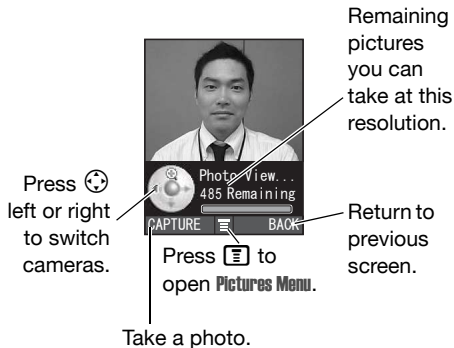 Remaining
pictures
you can
take at this
resolution.
Photo View...
485 Remaining
CAPTURE
BACK
Press
left or right
to switch
cameras.
Press to
open Pictures Menu.
Return to
previous
screen.
Take a photo.